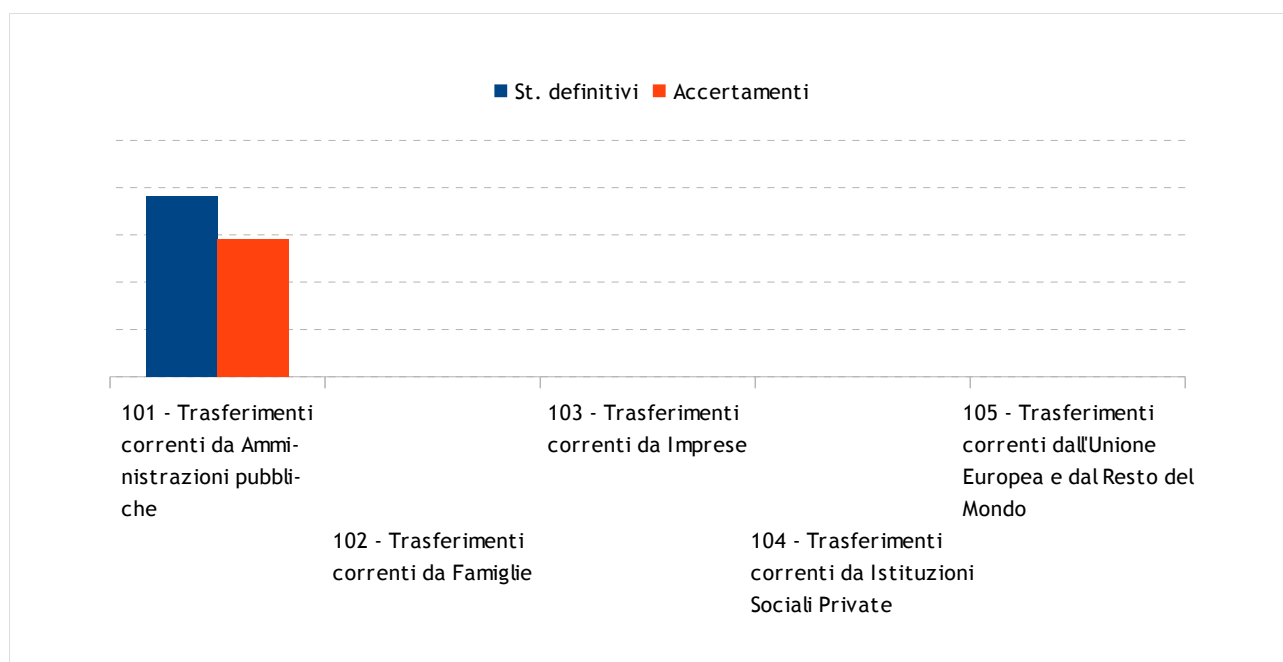 St. definitivi Accertamenti
101 - Trasferimenti
correnti da Ammi-
nistrazioni pubbli-
che
102 - Trasferimenti
correnti da Famiglie
103 - Trasferimenti
correnti da Imprese
104 - Trasferimenti
correnti da Istituzioni
Sociali Private
105 - Trasferimenti
correnti dall'Unione
Europea e dal Resto del
Mondo